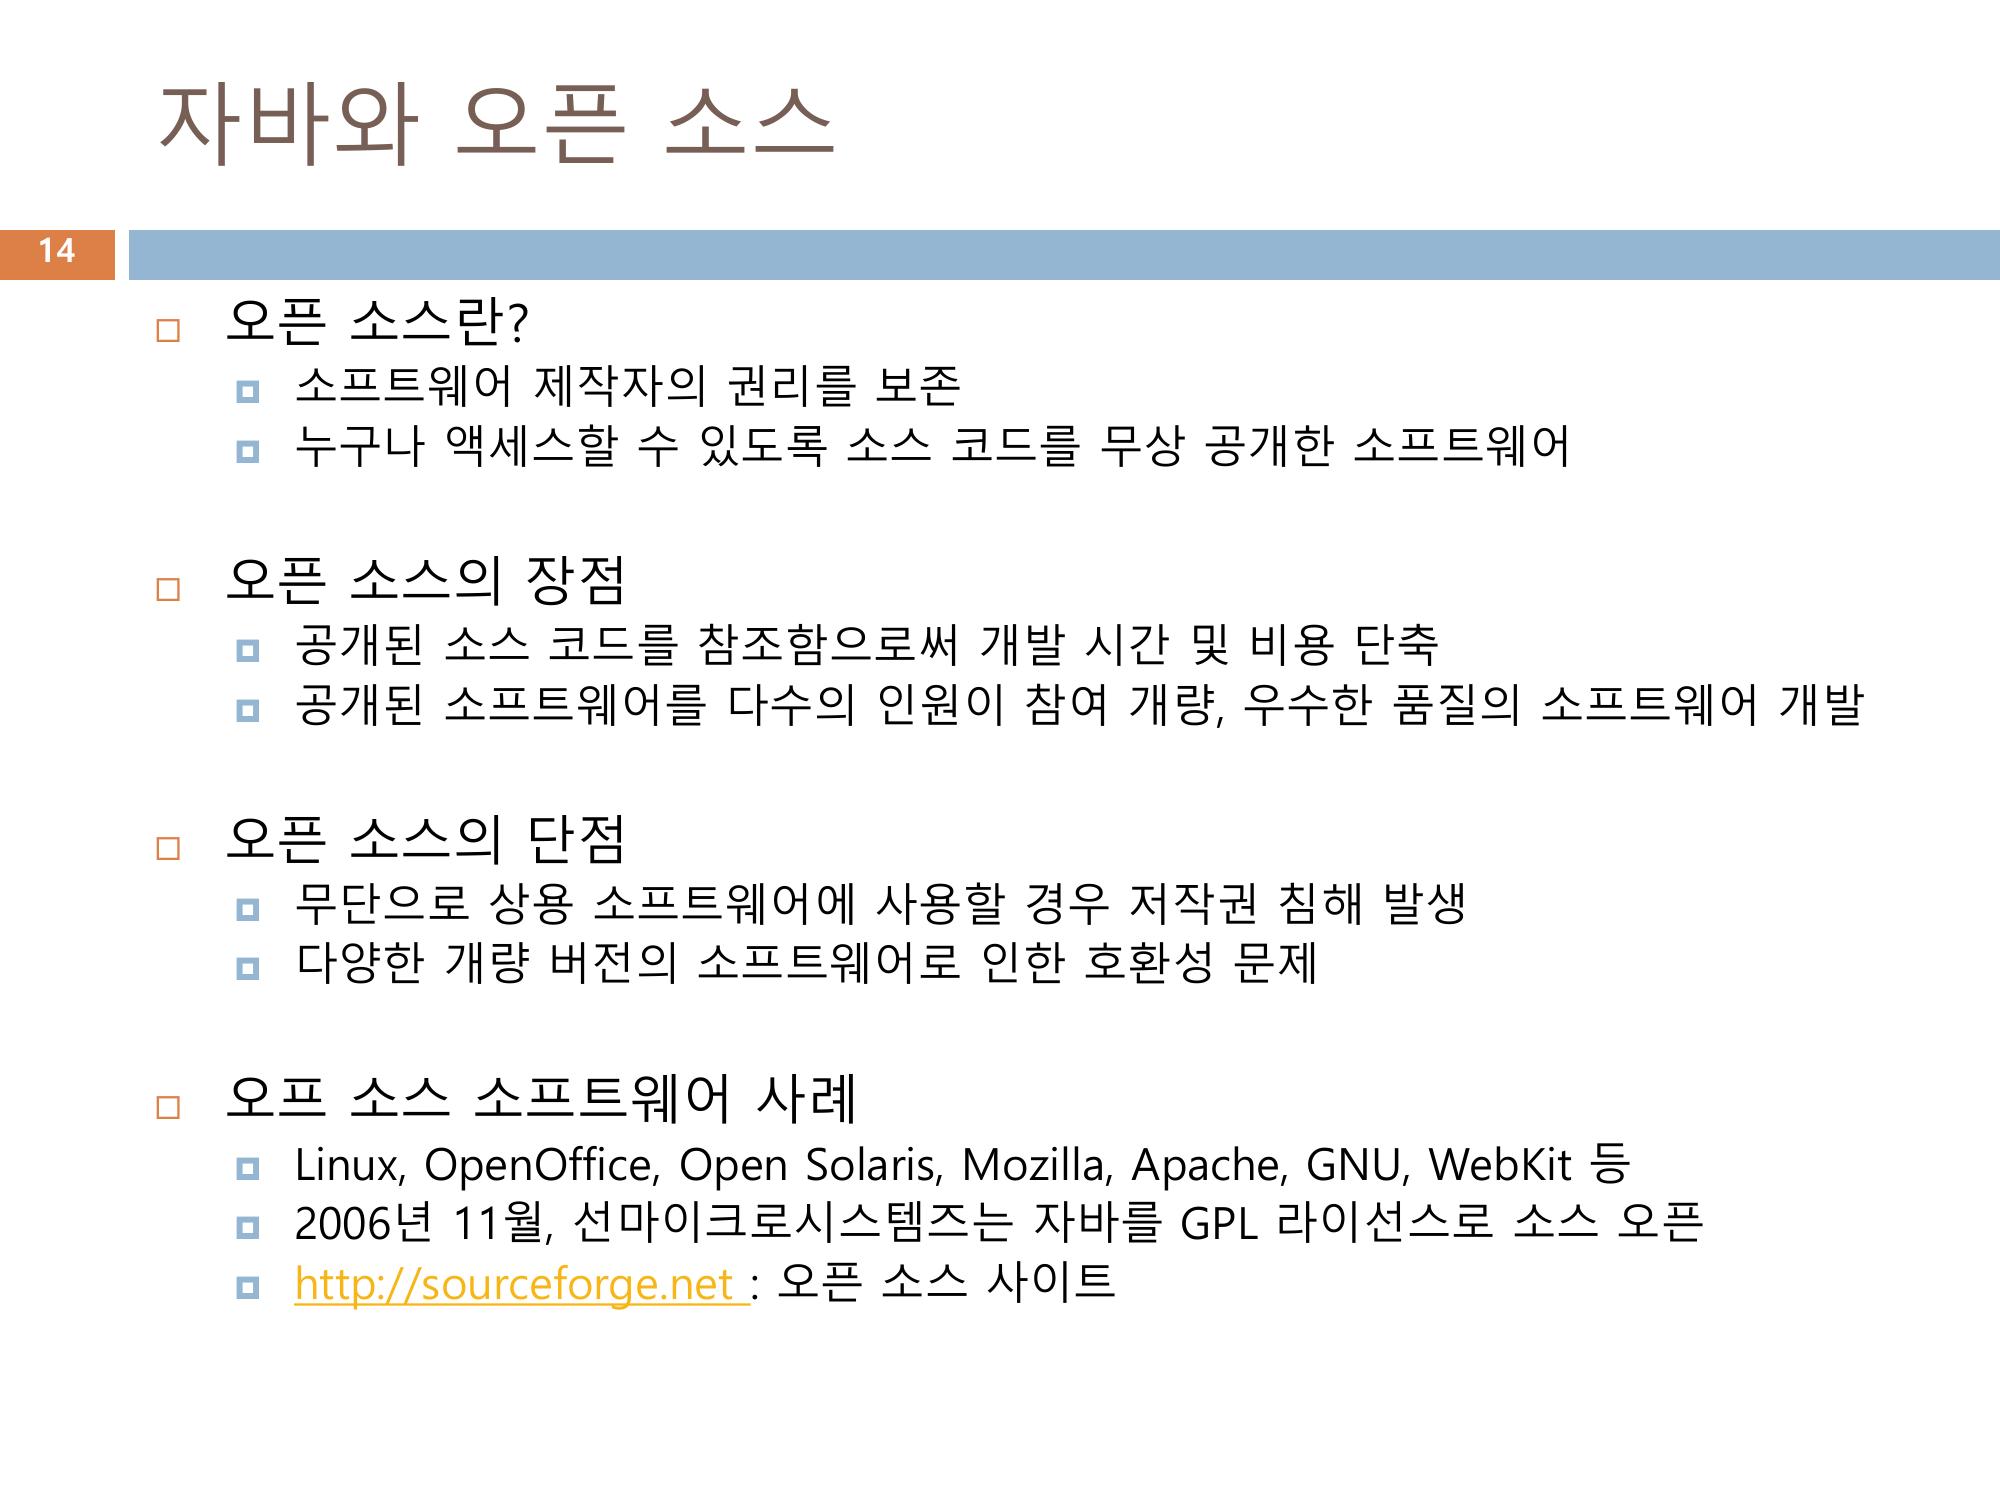 자바와 오픈 소스
14
오픈 소스란?
소프트웨어 제작자의 권리를 보존
누구나 액세스할 수 있도록 소스 코드를 무상 공개한 소프트웨어
오픈 소스의 장점
공개된 소스 코드를 참조함으로써 개발 시간 및 비용 단축
공개된 소프트웨어를 다수의 인원이 참여 개량, 우수한 품질의 소프트웨어 개발
오픈 소스의 단점
무단으로 상용 소프트웨어에 사용할 경우 저작권 침해 발생
다양한 개량 버전의 소프트웨어로 인한 호환성 문제
오프 소스 소프트웨어 사례
Linux, OpenOffice, Open Solaris, Mozilla, Apache, GNU, WebKit 등
2006년 11월, 선마이크로시스템즈는 자바를 GPL 라이선스로 소스 오픈
http://sourceforge.net : 오픈 소스 사이트